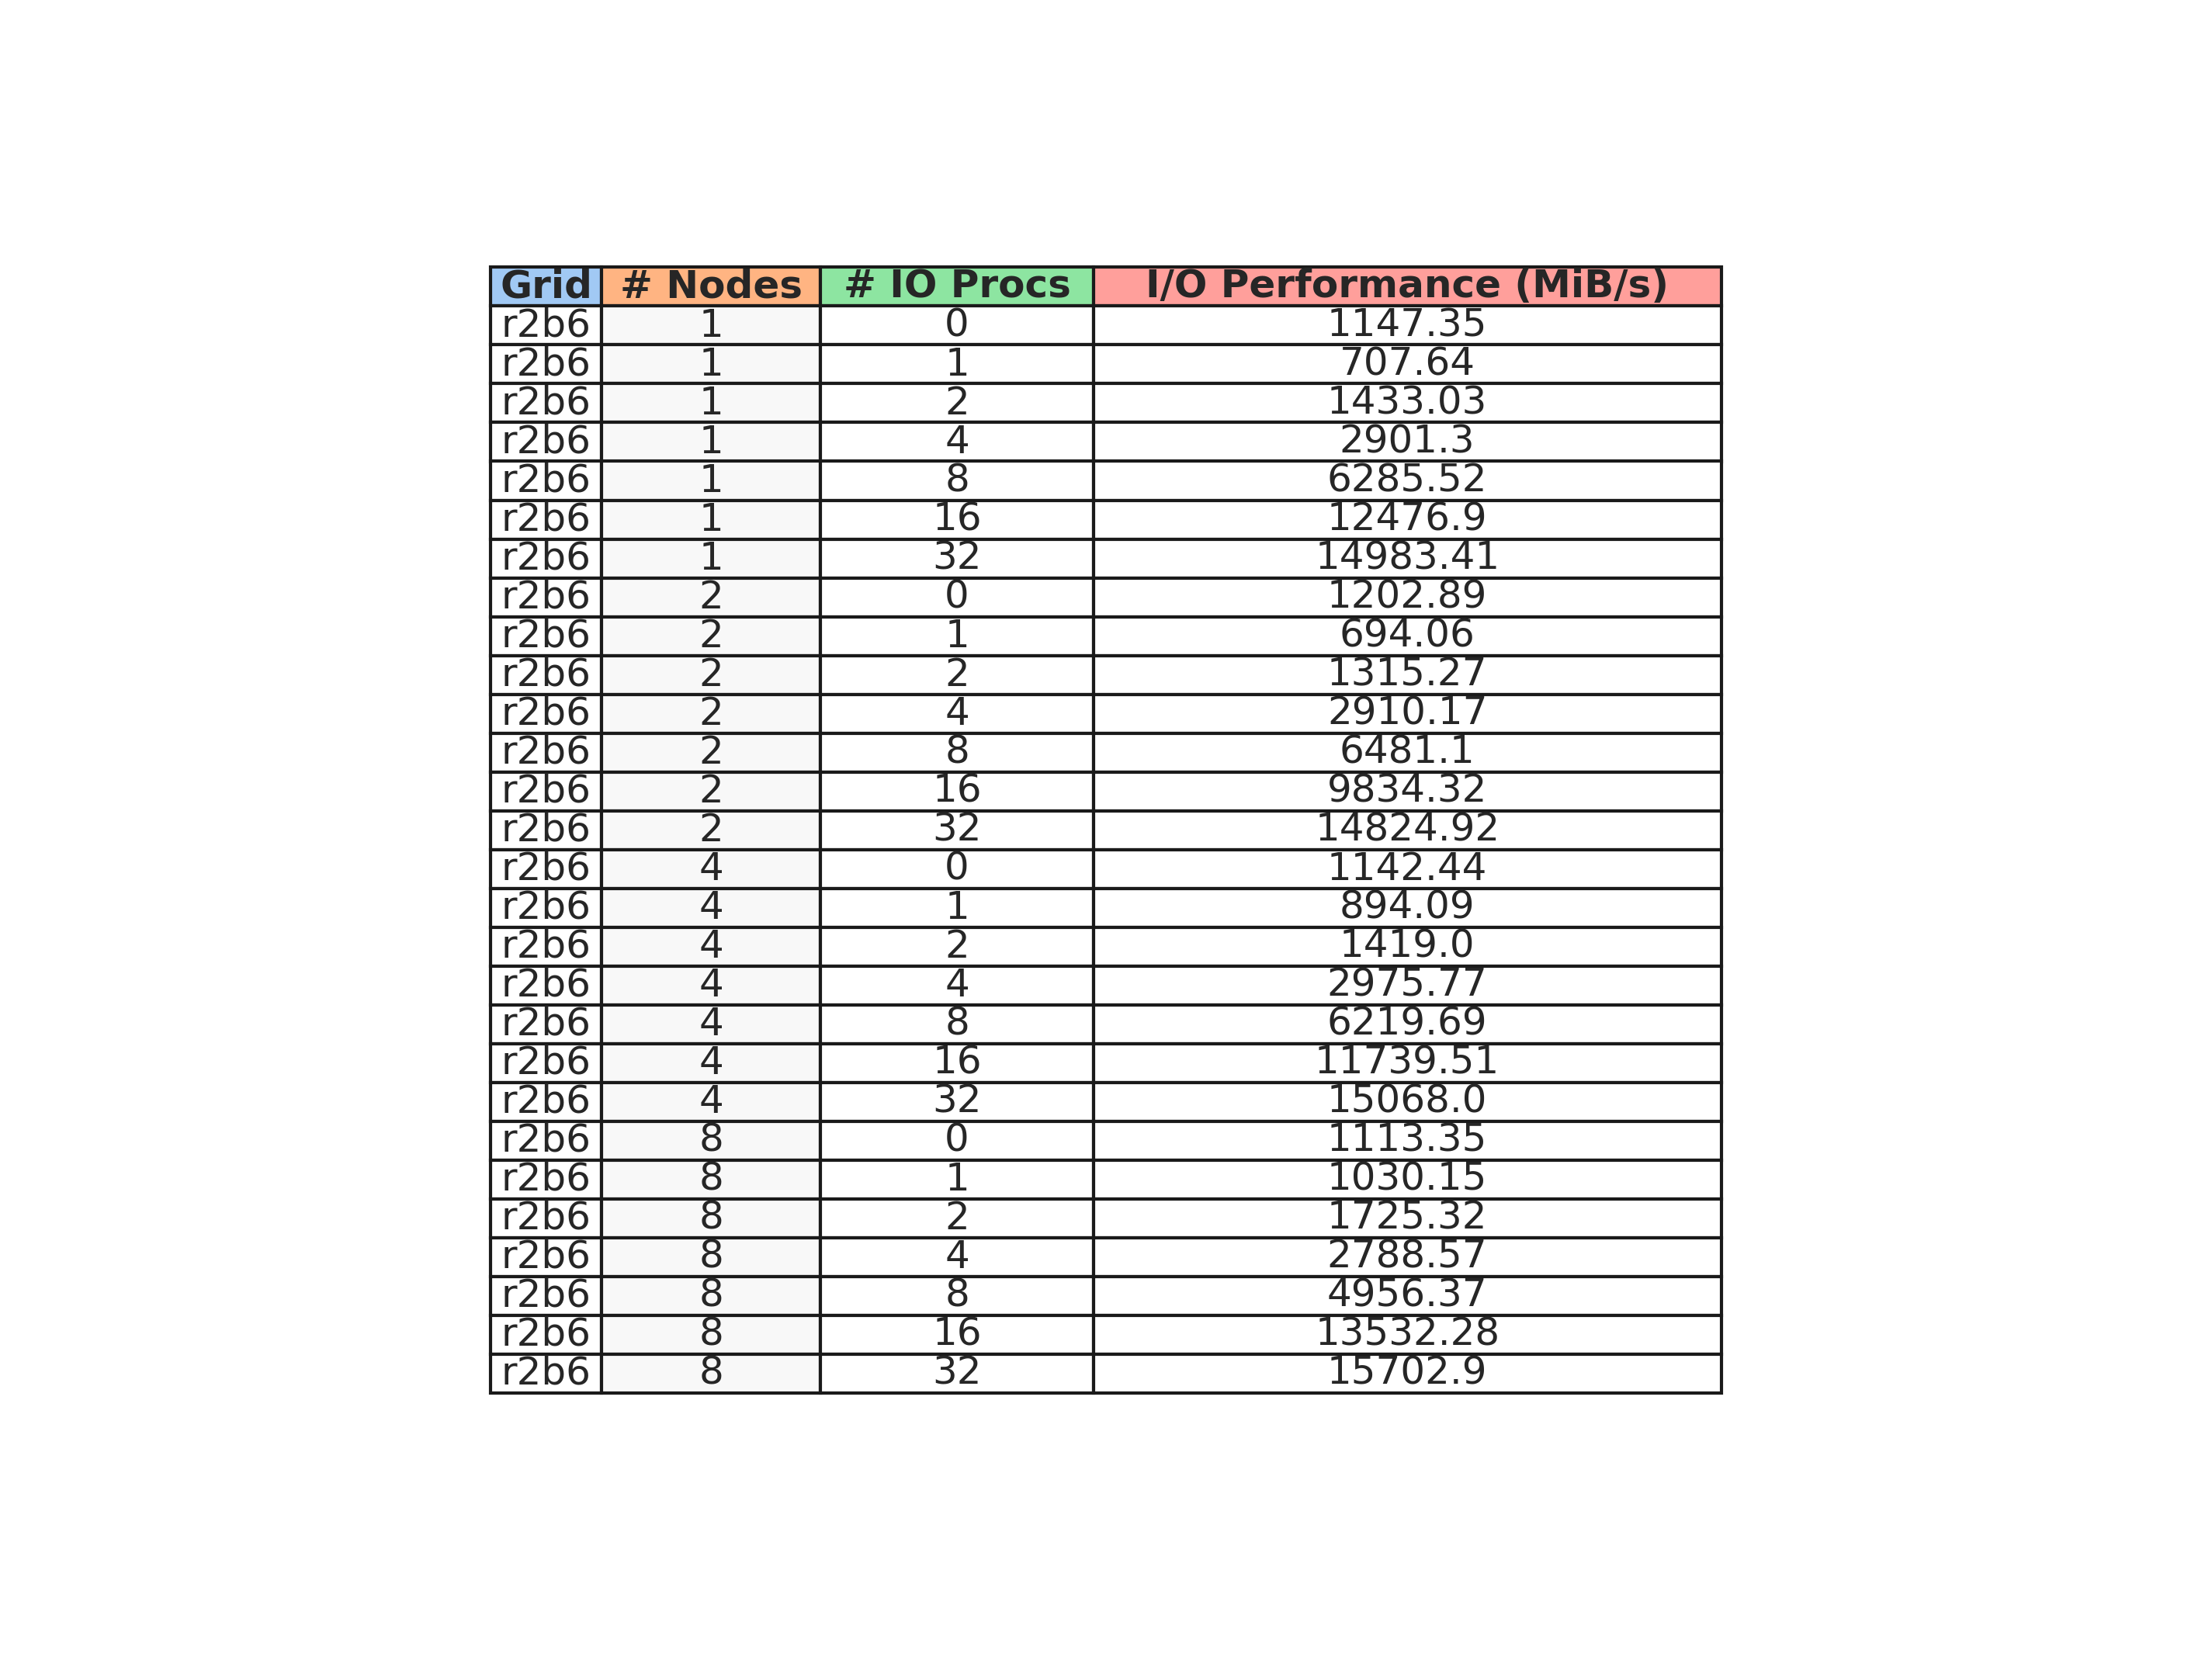 Grid # Nodes # IO Procs I/O Performance (MiB/s)
r2b6 1 0 1147.35
r2b6 1 1 707.64
r2b6 1 2 1433.03
r2b6 1 4 2901.3
r2b6 1 8 6285.52
r2b6 1 16 12476.9
r2b6 1 32 14983.41
r2b6 2 0 1202.89
r2b6 2 1 694.06
r2b6 2 2 1315.27
r2b6 2 4 2910.17
r2b6 2 8 6481.1
r2b6 2 16 9834.32
r2b6 2 32 14824.92
r2b6 4 0 1142.44
r2b6 4 1 894.09
r2b6 4 2 1419.0
r2b6 4 4 2975.77
r2b6 4 8 6219.69
r2b6 4 16 11739.51
r2b6 4 32 15068.0
r2b6 8 0 1113.35
r2b6 8 1 1030.15
r2b6 8 2 1725.32
r2b6 8 4 2788.57
r2b6 8 8 4956.37
r2b6 8 16 13532.28
r2b6 8 32 15702.9